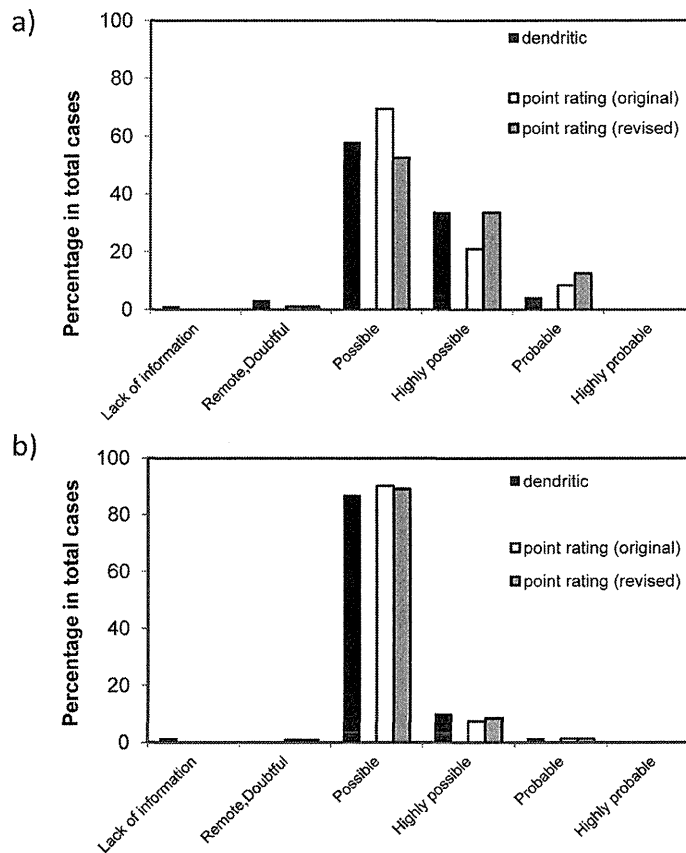 a)
100
80
60
40
20
0
Percentage in total cases
dendritic
point rating (original)
point rating (revised)
Lack of information
Remote,Doubtful
Possible
Highly possible
Probable
Highly probable
b)
100
80
60
40
20
0
Percentage in total cases
dendritic
point rating (original)
point rating (revised)
Lack of information
Remote,Doubtful
Possible
Highly possible
Probable
Highly probable